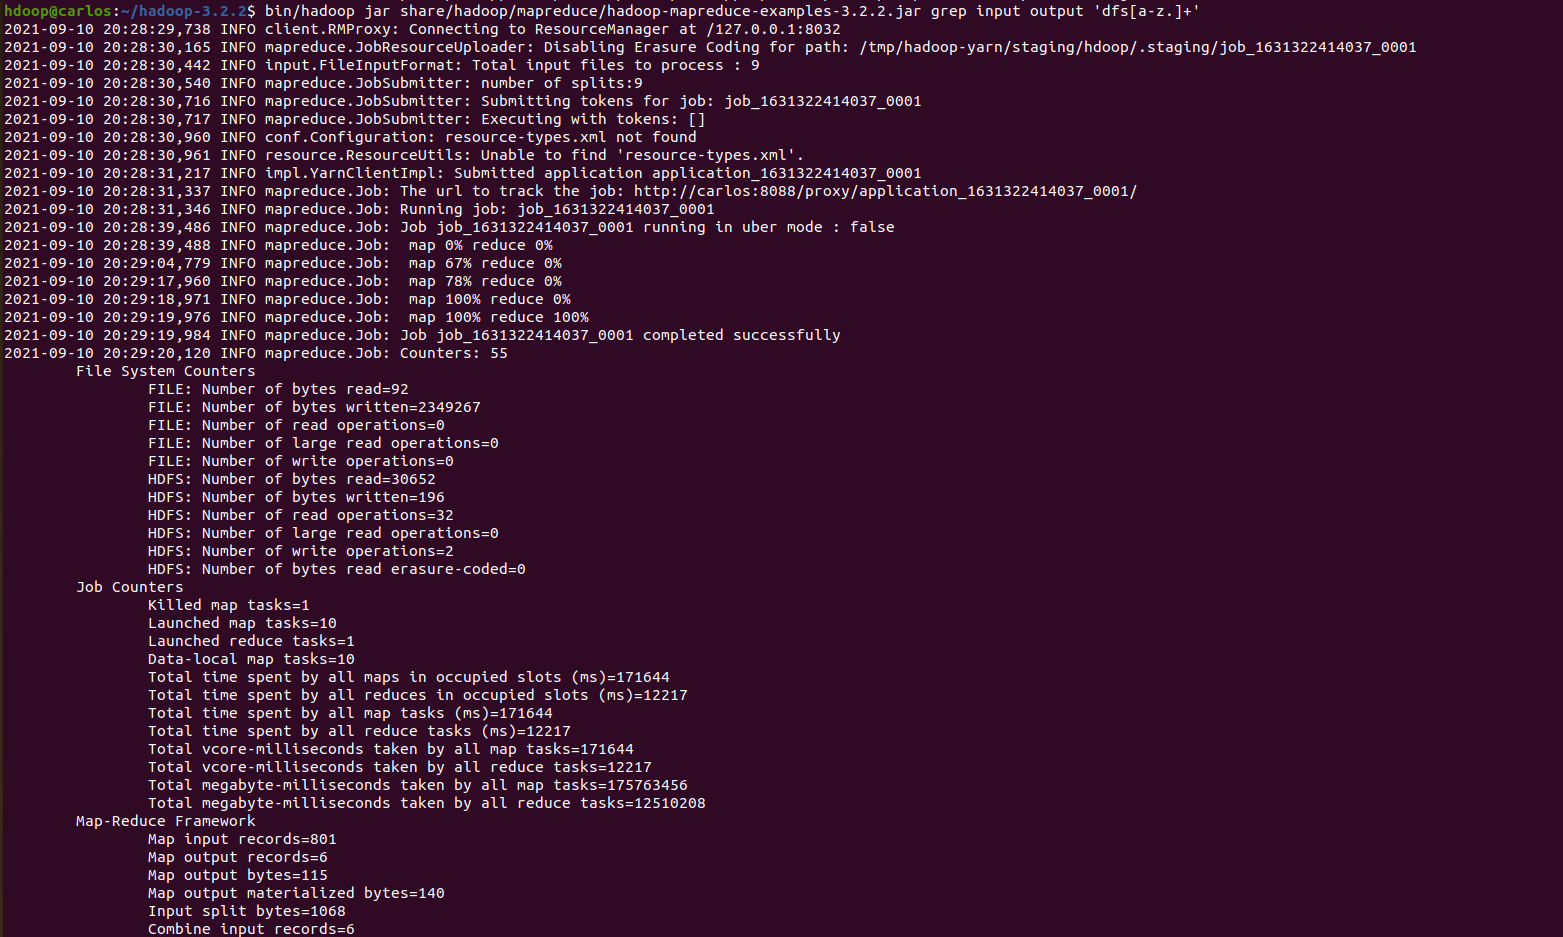 hdoop@carlos:~/hadoop-3.2.2$ bin/hadoop jar share/hadoop/mapreduce/hadoop-mapreduce-examples-3.2.2.jar grep input output 'dfs[a-z.]+'
2021-09-10 20:28:29,738 INFO client.RMProxy: Connecting to ResourceManager at /127.0.0.1:8032
2021-09-10 20:28:30,165 INFO mapreduce.JobResourceUploader: Disabling Erasure Coding for path: /tmp/hadoop-yarn/staging/hdoop/.staging/job_1631322414037_0001
2021-09-10 20:28:30,442 INFO input.FileInputFormat: Total input files to process : 9
2021-09-10 20:28:30,540 INFO mapreduce.JobSubmitter: number of splits:9
2021-09-10 20:28:30,716 INFO mapreduce.JobSubmitter: Submitting tokens for job: job_1631322414037_0001
2021-09-10 20:28:30,717 INFO mapreduce.JobSubmitter: Executing with tokens: []
2021-09-10 20:28:30,960 INFO conf.Configuration: resource-types.xml not found
2021-09-10 20:28:30,961 INFO resource.ResourceUtils: Unable to find 'resource-types.xml'.
2021-09-10 20:28:31,217 INFO impl.YarnClientImpl: Submitted application application_1631322414037_0001
2021-09-10 20:28:31,337 INFO mapreduce.Job: The url to track the job: http://carlos:8088/proxy/application_1631322414037_0001/
2021-09-10 20:28:31,346 INFO mapreduce.Job: Running job: job_1631322414037_0001
2021-09-10 20:28:39,486 INFO mapreduce.Job: Job job_1631322414037_0001 running in uber mode : false
2021-09-10 20:28:39,488 INFO mapreduce.Job:  map 0% reduce 0%
2021-09-10 20:29:04,779 INFO mapreduce.Job:  map 67% reduce 0%
2021-09-10 20:29:17,960 INFO mapreduce.Job:  map 78% reduce 0%
2021-09-10 20:29:18,971 INFO mapreduce.Job:  map 100% reduce 0%
2021-09-10 20:29:19,976 INFO mapreduce.Job:  map 100% reduce 100%
2021-09-10 20:29:19,984 INFO mapreduce.Job: Job job_1631322414037_0001 completed successfully
2021-09-10 20:29:20,120 INFO mapreduce.Job: Counters: 55
File System Counters
FILE: Number of bytes read=92
FILE: Number of bytes written=2349267
FILE: Number of read operations=0
FILE: Number of large read operations=0
FILE: Number of write operations=0
HDFS: Number of bytes read=30652
HDFS: Number of bytes written=196
HDFS: Number of read operations=32
HDFS: Number of large read operations=0
HDFS: Number of write operations=2
HDFS: Number of bytes read erasure-coded=0
Job Counters
Killed map tasks=1
Launched map tasks=10
Launched reduce tasks=1
Data-local map tasks=10
Total time spent by all maps in occupied slots (ms)=171644
Total time spent by all reduces in occupied slots (ms)=12217
Total time spent by all map tasks (ms)=171644
Total time spent by all reduce tasks (ms)=12217
Total vcore-milliseconds taken by all map tasks=171644
Total vcore-milliseconds taken by all reduce tasks=12217
Total megabyte-milliseconds taken by all map tasks=175763456
Total megabyte-milliseconds taken by all reduce tasks=12510208
Map-Reduce Framework
Map input records=801
Map output records=6
Map output bytes=115
Map output materialized bytes=140
Input split bytes=1068
Combine input records=6